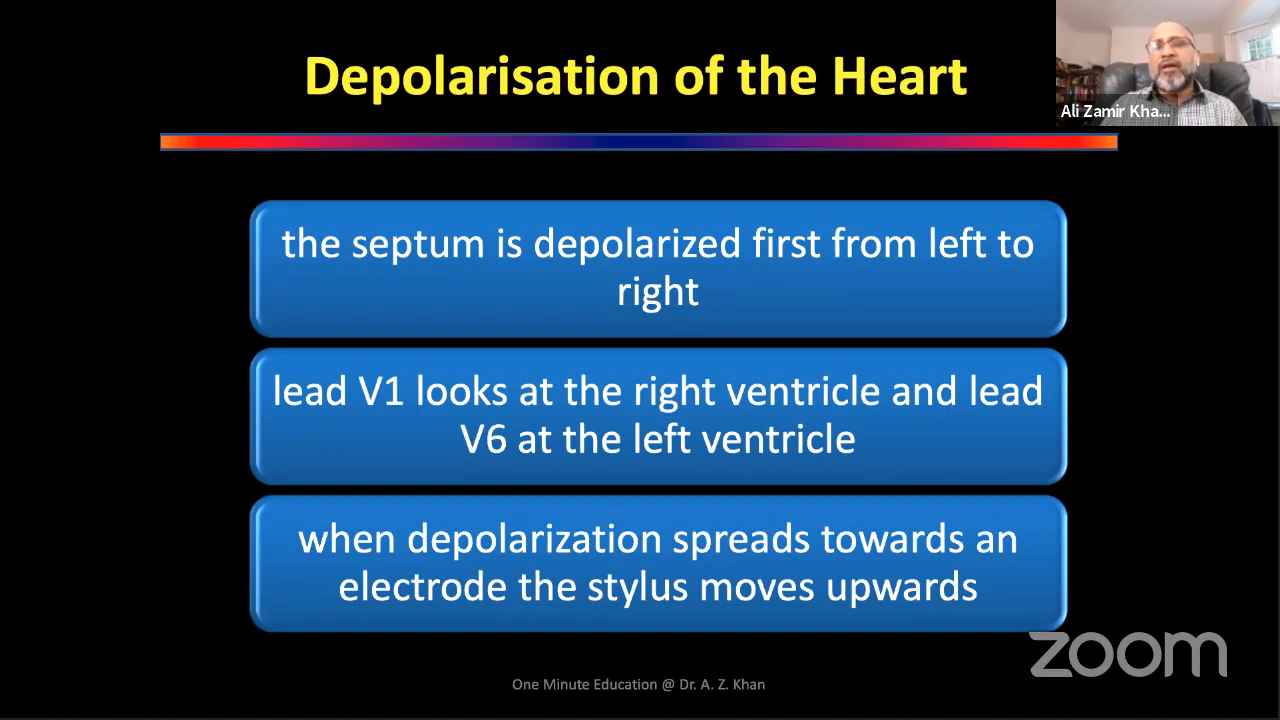 Depolarisation of the Heart
Ali Zamir Kha...
the septum is depolarized first from left to
right
lead V1 looks at the right ventricle and lead
V6 at the left ventricle
when depolarization spreads towards an
electrode the stylus moves upwards
zoom
One Minute Education @ Dr. A. Z. Khan